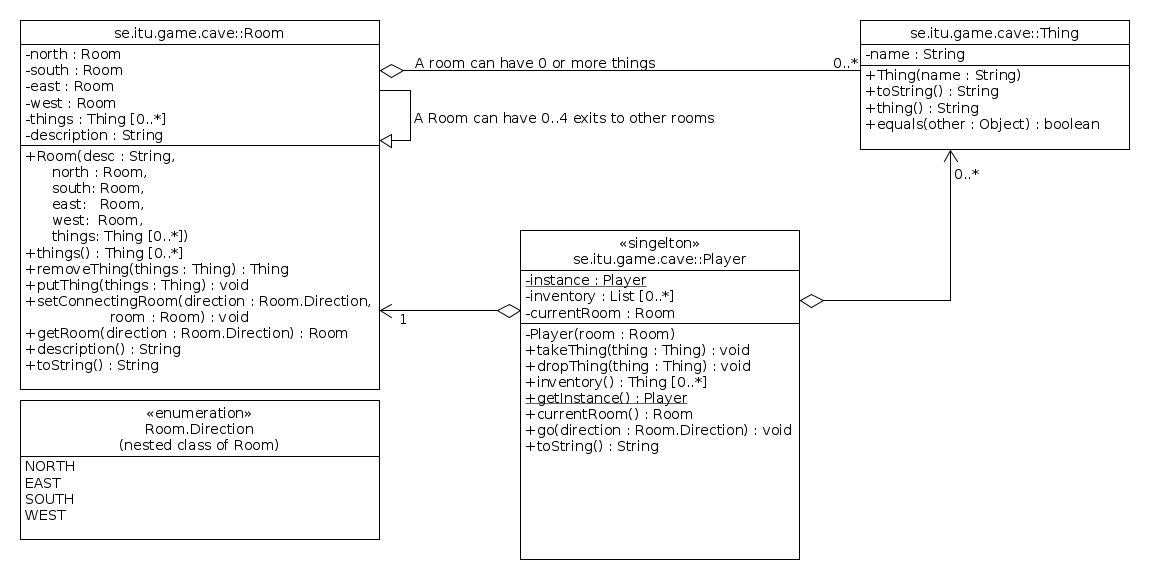 se.itu.game.cave::Room
-north : Room
-south : Room
-east : Room
-west : Room
-things : Thing [0..*]
-description : String
+Room(desc : String,
north : Room,
south: Room,
east: Room,
west: Room,
things: Thing [0..*])
+things() : Thing [0..*]
+removeThing(things : Thing) : Thing
+putThing(things : Thing) : void
+setConnectingRoom(direction : Room.Direction,
room : Room) : void
+getRoom(direction : Room.Direction) : Room
+description() : String
+toString() : String
A room can have 0 or more things
0..*
A Room can have 0..4 exits to other rooms
se.itu.game.cave::Thing
-name : String
+Thing(name : String)
+toString() : String
+thing() : String
+equals(other : Object) : boolean
0..*
1
«singelton»
se.itu.game.cave::Player
-instance : Player
-inventory : List [0..*]
-currentRoom : Room
-Player(room : Room)
+takeThing(thing : Thing) : void
+dropThing(thing : Thing) : void
+inventory() : Thing [0..*]
+getInstance() : Player
+currentRoom() : Room
+go(direction : Room.Direction) : void
+toString() : String
«enumeration»
Room.Direction
(nested class of Room)
NORTH
EAST
SOUTH
WEST